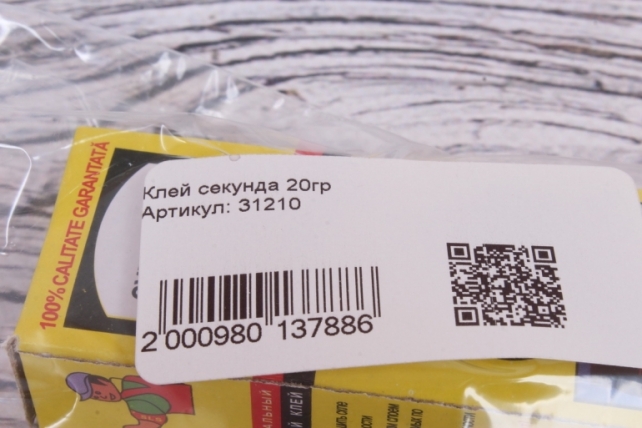 100% CALITATE GARANTATĂ
Клей секунда 20гр
Артикул: 31210
2 000980 137886